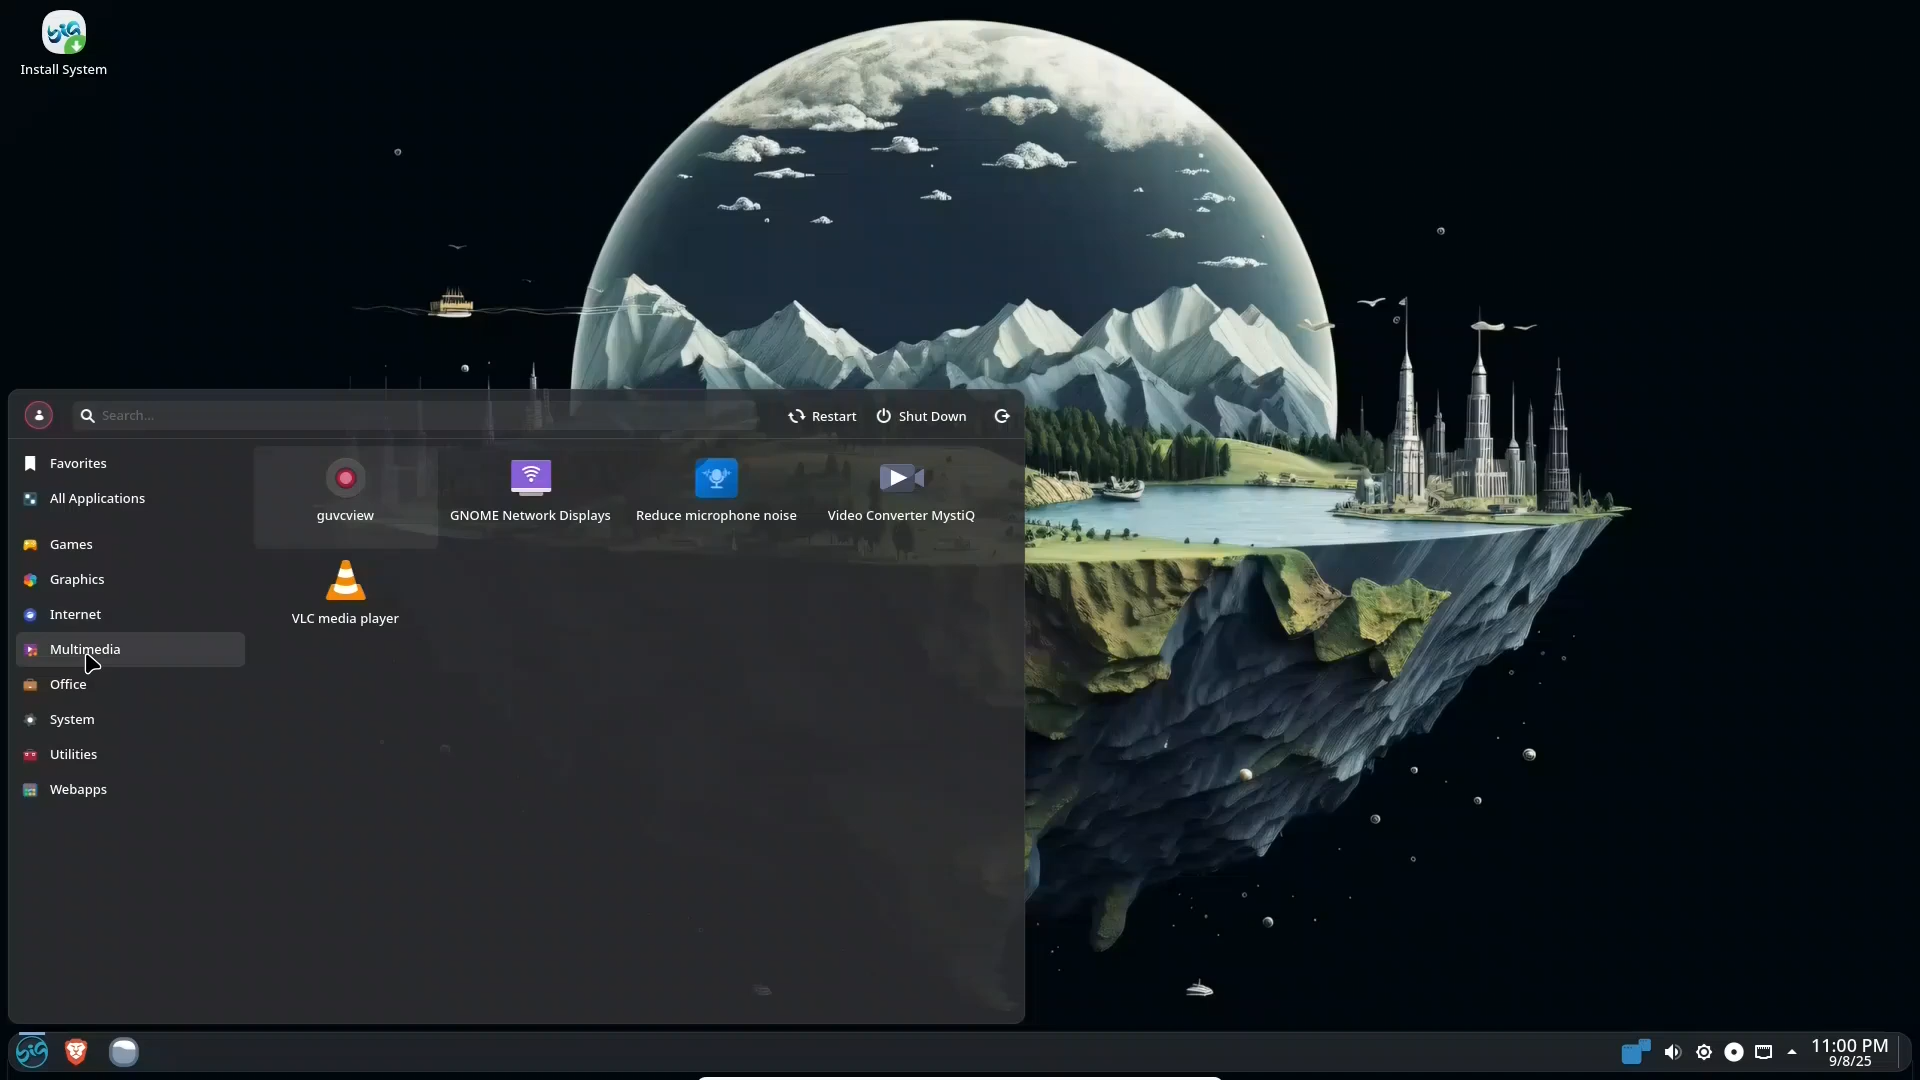 Install System
Search...
Restart
Shut Down
Favorites
All Applications
Games
Graphics
Internet
Multimedia
Office
System
Utilities
Webapps
guvcview
GNOME Network Displays
Reduce microphone noise
Video Converter MystiQ
VLC media player
11:00 PM
9/8/25